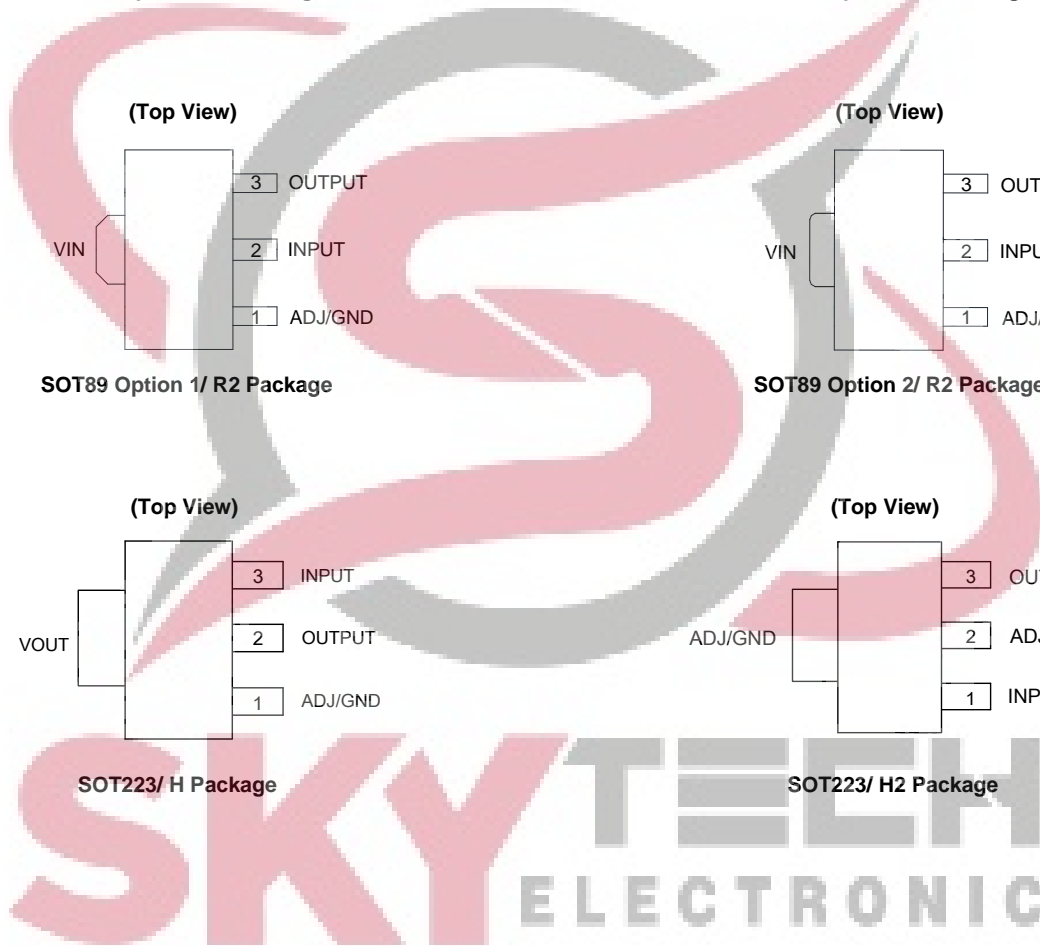 (Top View)
3 OUTPUT
VIN
2 INPUT
1 ADJ/GND
SOT89 Option 1/ R2 Package
(Top View)
3 OUT
VIN
2 INPU
1 ADJ/
SOT89 Option 2/ R2 Package
(Top View)
3 INPUT
VOUT
2 OUTPUT
1 ADJ/GND
SOT223/ H Package
(Top View)
3 OUT
ADJ/GND
2 ADJ
1 INP
SOT223/ H2 Package
SKYTECH
ELECTRONIC